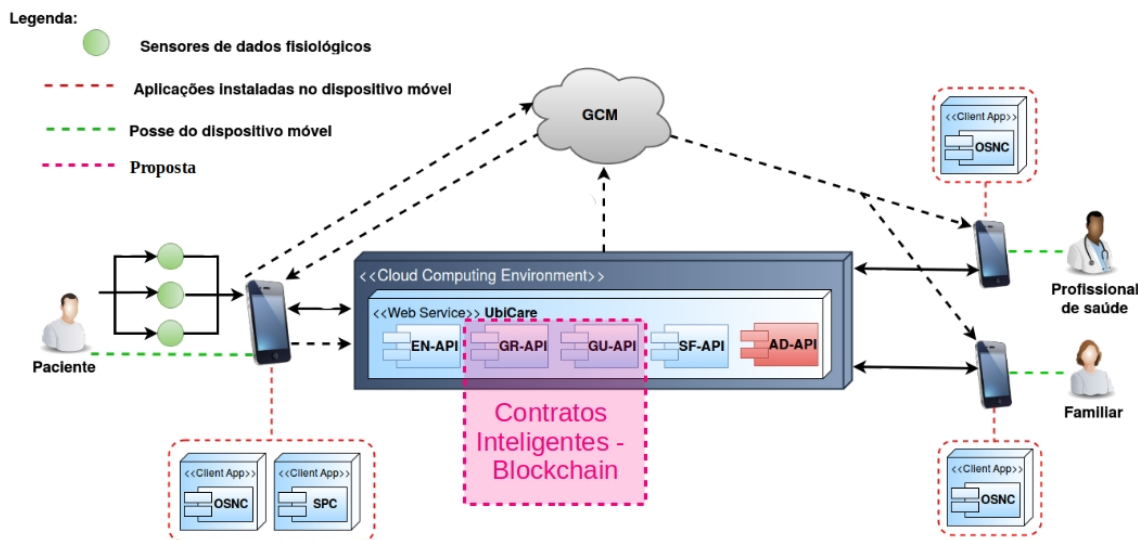 Legenda:
Sensores de dados fisiológicos
Aplicações instaladas no dispositivo móvel
Posse do dispositivo móvel
Proposta
GCM
<<Client App>>
OSNC
Profissional
de saúde
<<Cloud Computing Environment>>
<<Web Service>> UbiCare
EN-API
GR-API
GU-API
SF-API
AD-API
Paciente
Familiar
Contratos
Inteligentes -
Blockchain
<<Client App>>
OSNC
<<Client App>>
SPC
<<Client App>>
OSNC